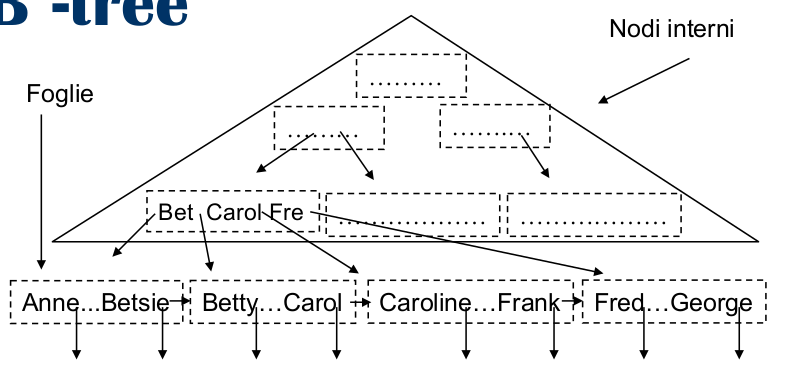 B -tree
Nodi interni
Foglie
.........
.........
..........
Bet Carol Fre
..................
..................
Anne...Betsie
Betty...Carol
Caroline...Frank
Fred...George